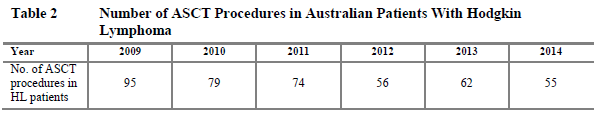 Table 2 Number of ASCT Procedures in Australian Patients With Hodgkin
Lymphoma
Year 2009 2010 2011 2012 2013 2014
No. of ASCT
procedures in 95 79 74 56 62 55
HL patients